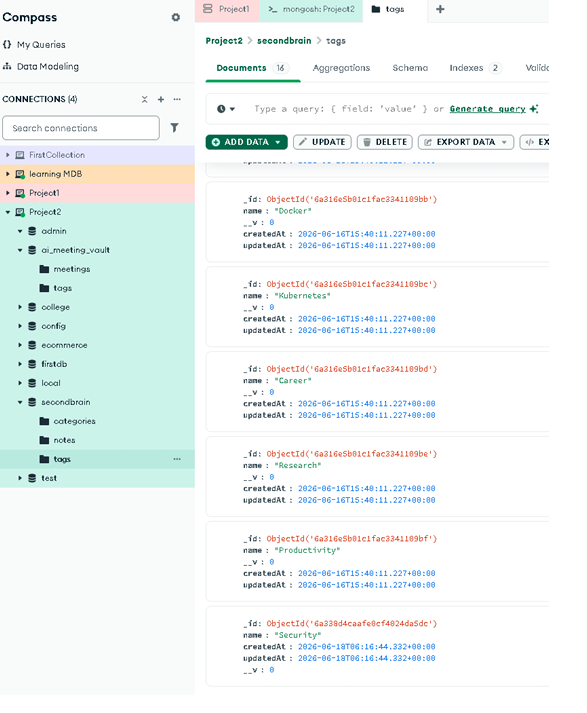 Compass
Project1
mongosh: Project2
tags
{} My Queries
Data Modeling
CONNECTIONS (4)
Search connections
FirstCollection
learning MDB
Project1
Project2
admin
ai_meeting_vault
meetings
tags
college
config
ecommerce
firstdb
local
secondbrain
categories
notes
tags
test
Project2 > secondbrain > tags
Documents 16 Aggregations Schema Indexes 2 Valida
Type a query: { field: 'value' } or Generate query
ADD DATA UPDATE DELETE EXPORT DATA </> EX
_id: ObjectId('6a316e5b01c1fac3341109bb')
name : "Docker"
__v : 0
createdAt : 2026-06-16T15:40:11.227+00:00
updatedAt : 2026-06-16T15:40:11.227+00:00
_id: ObjectId('6a316e5b01c1fac3341109bc')
name : "Kubernetes"
__v : 0
createdAt : 2026-06-16T15:40:11.227+00:00
updatedAt : 2026-06-16T15:40:11.227+00:00
_id: ObjectId('6a316e5b01c1fac3341109bd')
name : "Career"
__v : 0
createdAt : 2026-06-16T15:40:11.227+00:00
updatedAt : 2026-06-16T15:40:11.227+00:00
_id: ObjectId('6a316e5b01c1fac3341109be')
name : "Research"
__v : 0
createdAt : 2026-06-16T15:40:11.227+00:00
updatedAt : 2026-06-16T15:40:11.227+00:00
_id: ObjectId('6a316e5b01c1fac3341109bf')
name : "Productivity"
__v : 0
createdAt : 2026-06-16T15:40:11.227+00:00
updatedAt : 2026-06-16T15:40:11.227+00:00
_id: ObjectId('6a338d4caafe0cf4024da5dc')
name : "Security"
createdAt : 2026-06-18T06:16:44.332+00:00
updatedAt : 2026-06-18T06:16:44.332+00:00
__v : 0